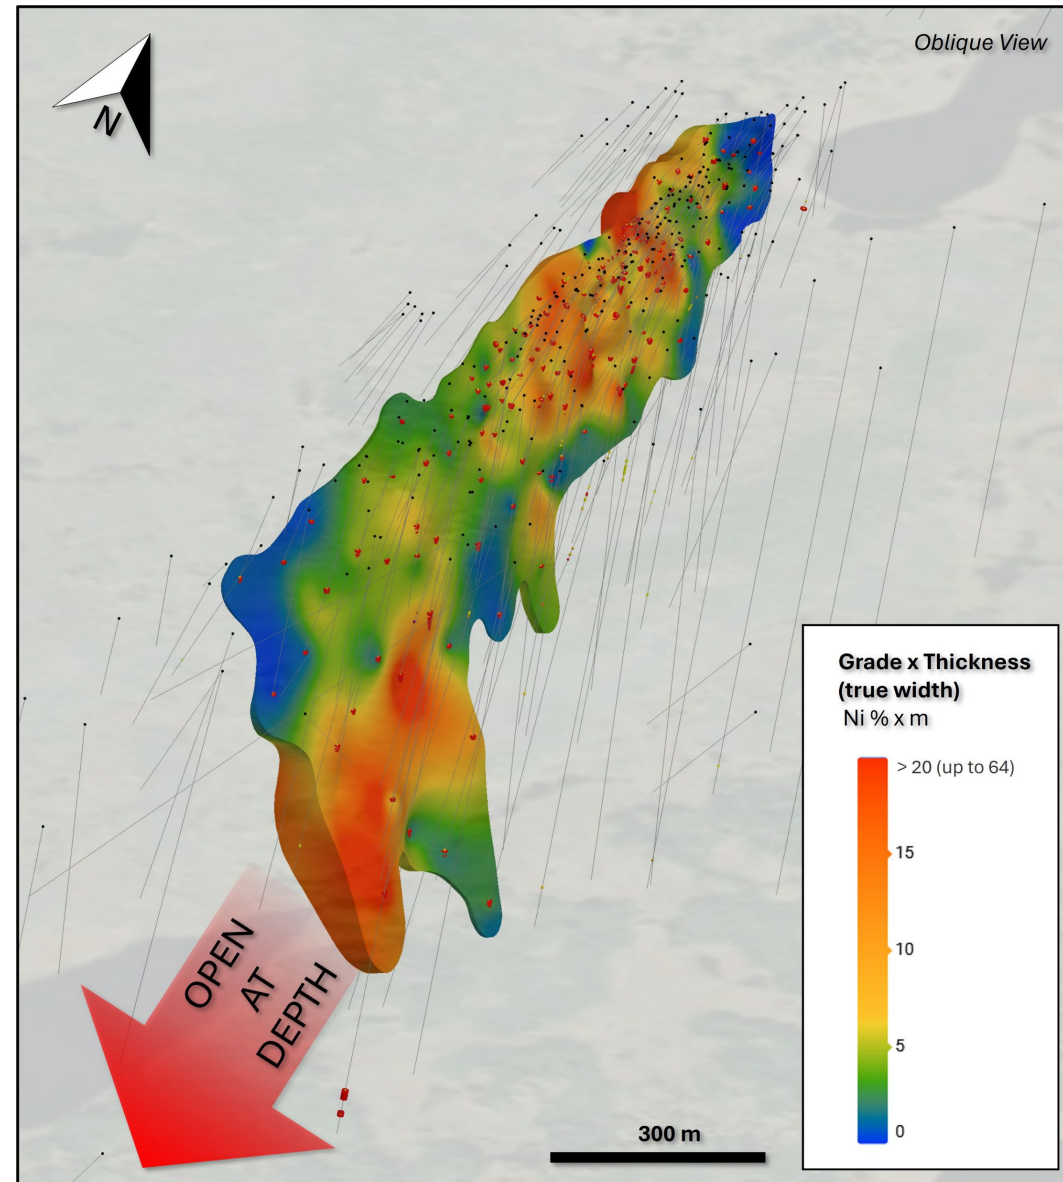 Oblique View
N
Grade x Thickness
(true width)
Ni % x m
> 20 (up to 64)
15
10
5
0
OPEN
AT
DEPTH
300 m